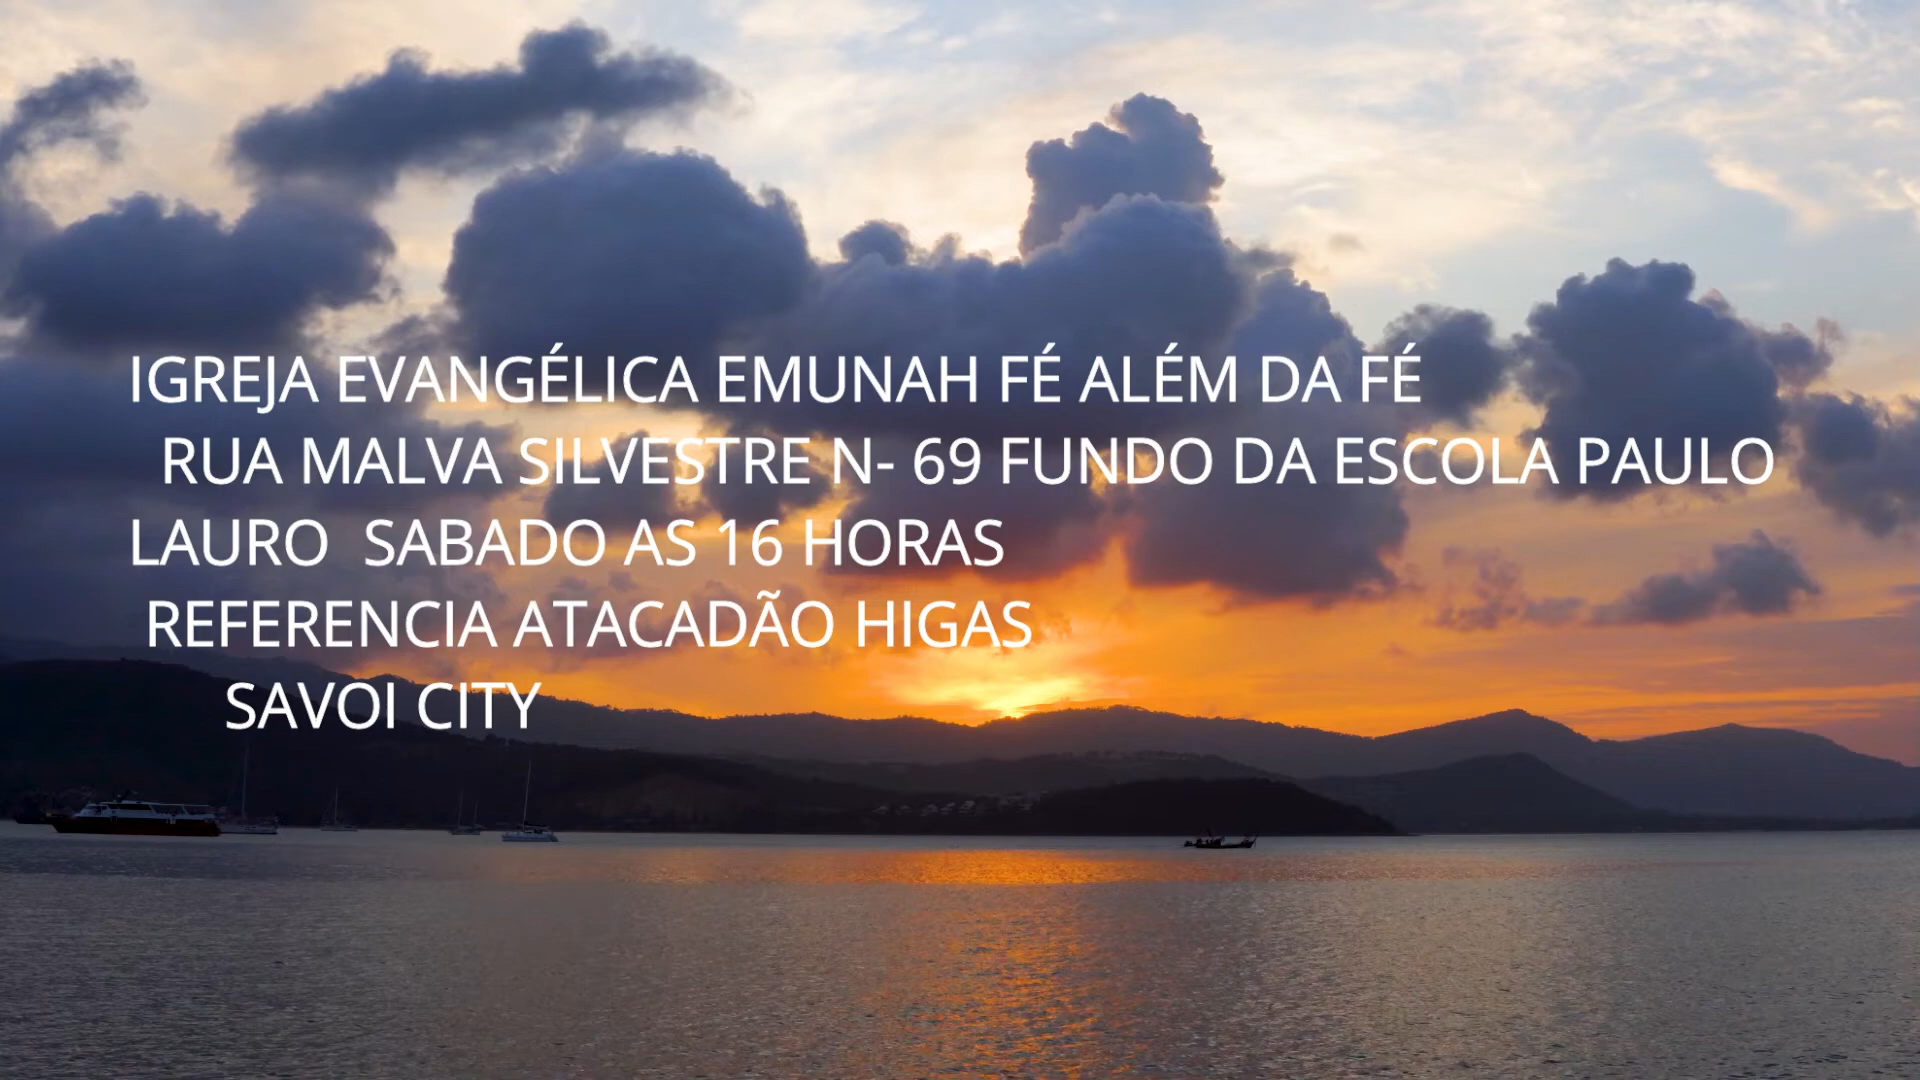 IGREJA EVANGÉLICA EMUNAH FÉ ALÉM DA FÉ
RUA MALVA SILVESTRE N- 69 FUNDO DA ESCOLA PAULO
LAURO  SABADO AS 16 HORAS
REFERENCIA ATACADÃO HIGAS
SAVOI CITY